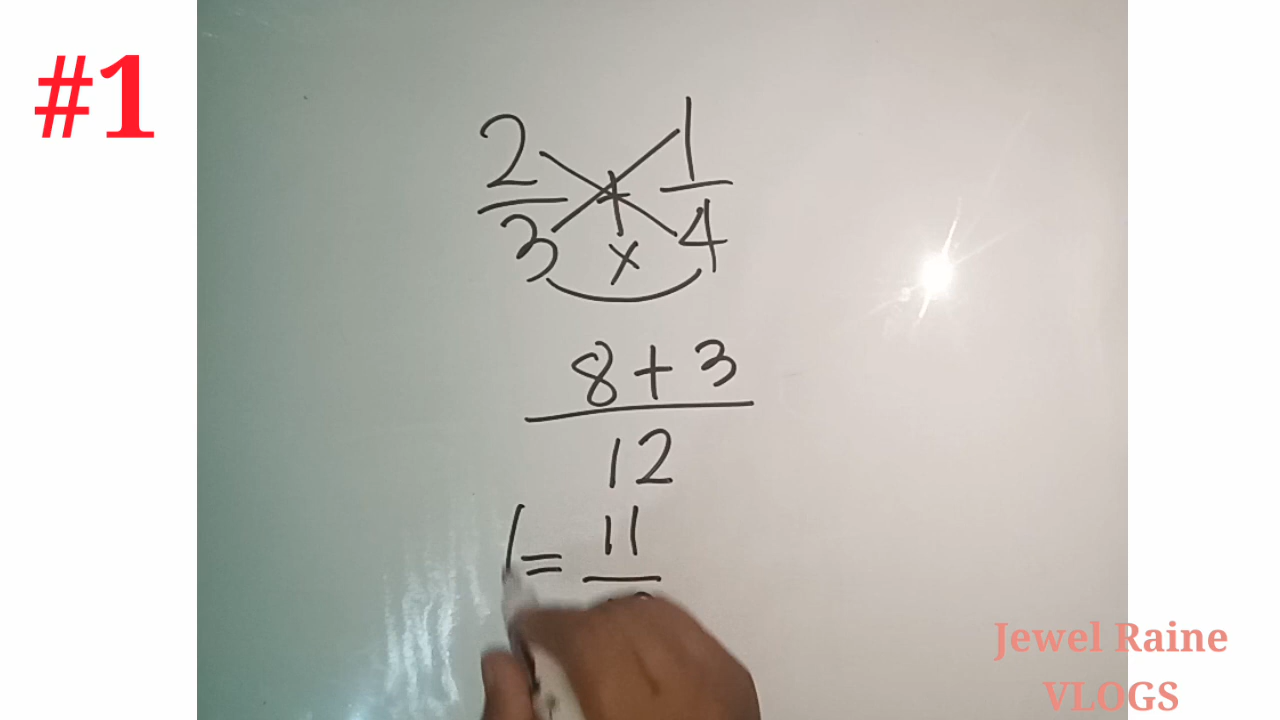 #1
2/3 + 1/4
x
8 + 3
12
= 11
Jewel Raine
VLOGS